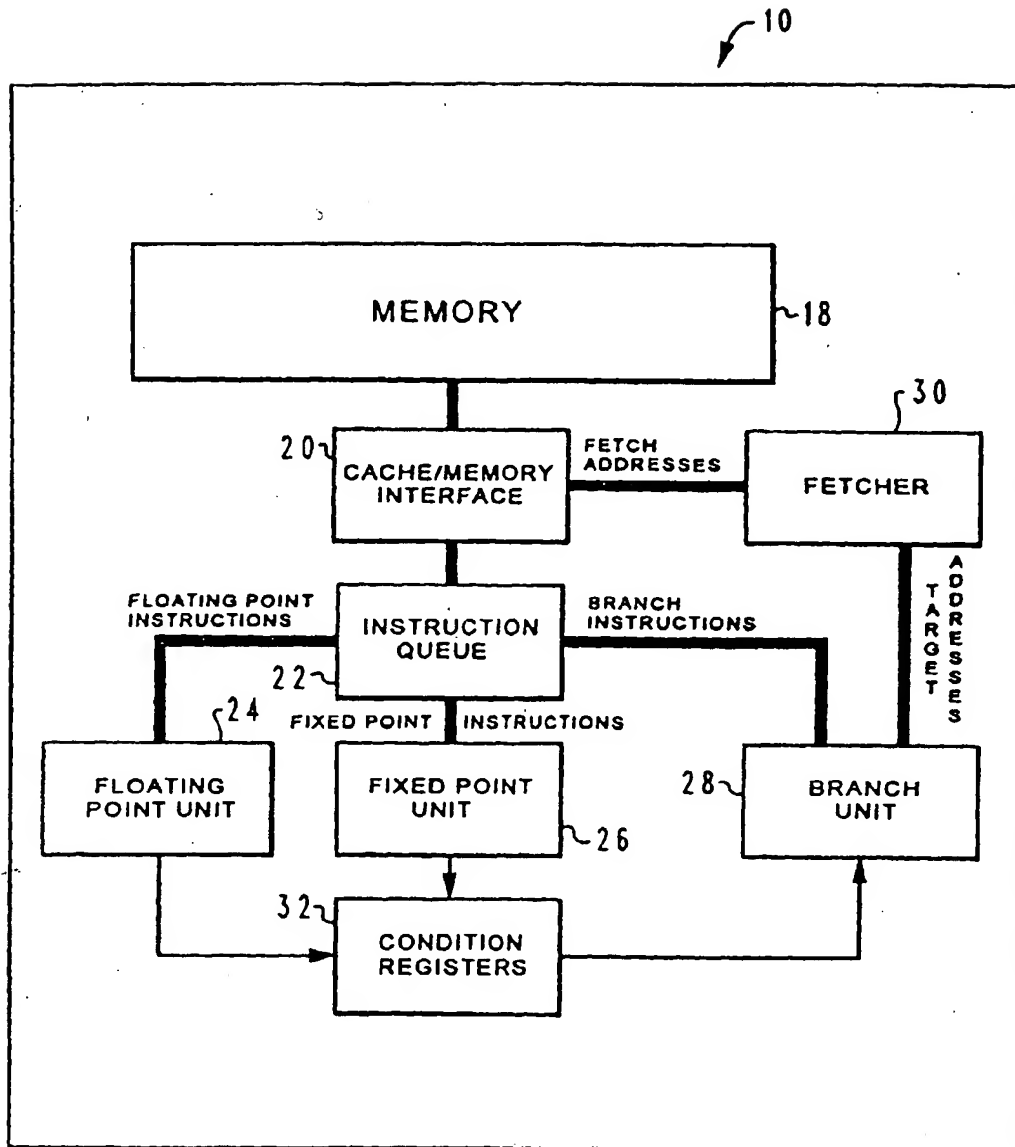 10
MEMORY
18
30
20
CACHE/MEMORY
INTERFACE
FETCH
ADDRESSES
FETCHER
FLOATING POINT
INSTRUCTIONS
INSTRUCTION
QUEUE
22
BRANCH
INSTRUCTIONS
TARGET
ADDRESSES
FIXED POINT INSTRUCTIONS
24
FLOATING
POINT UNIT
FIXED POINT
UNIT
26
28
BRANCH
UNIT
32
CONDITION
REGISTERS